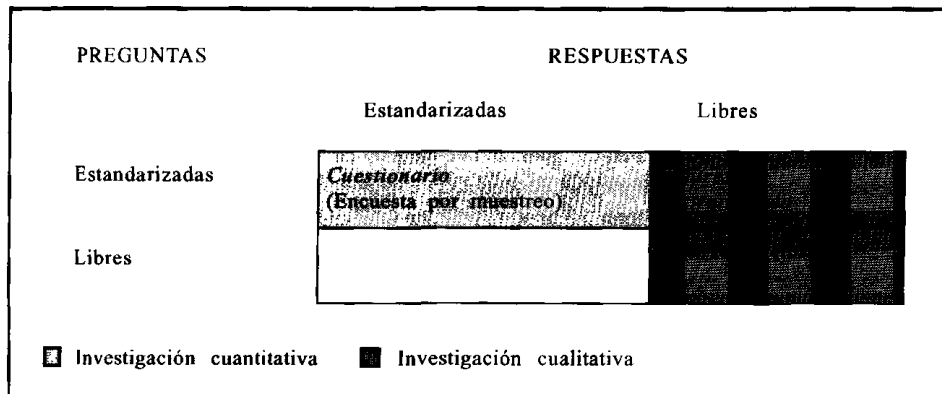 PREGUNTAS RESPUESTAS
Estandarizadas Libres
Estandarizadas Cuestionario
(Encuesta por muestreo)
Libres
Investigación cuantitativa Investigación cualitativa